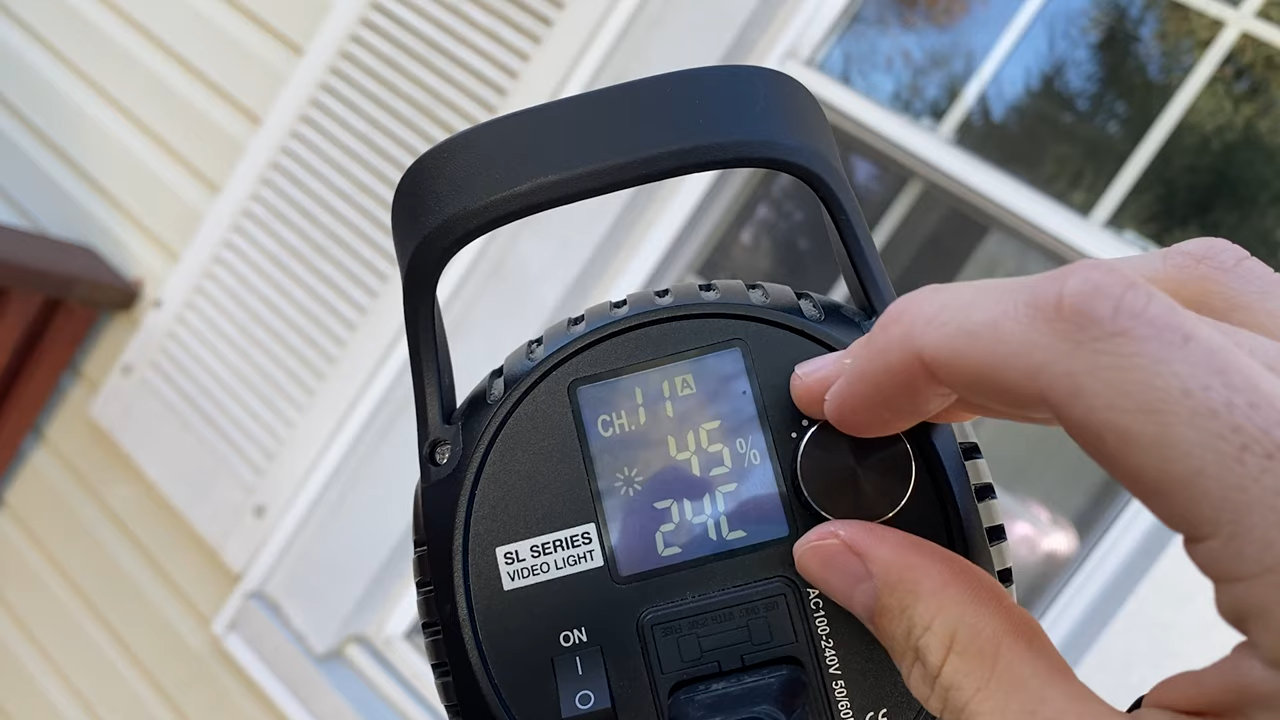 CH.11 A
45%
24C
SL SERIES
VIDEO LIGHT
ON
I
O
AC100-240V 50/60